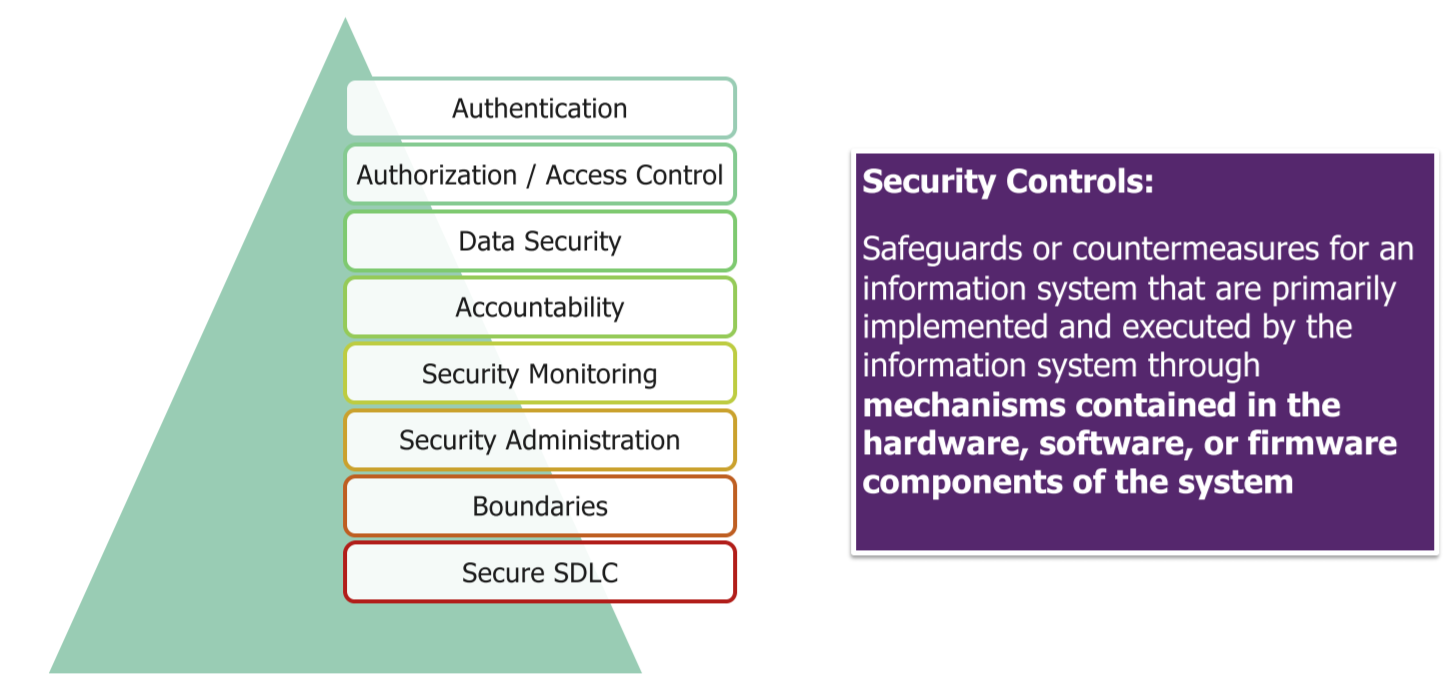 Authentication
Authorization / Access Control
Data Security
Accountability
Security Monitoring
Security Administration
Boundaries
Secure SDLC
Security Controls:
Safeguards or countermeasures for an
information system that are primarily
implemented and executed by the
information system through
mechanisms contained in the
hardware, software, or firmware
components of the system